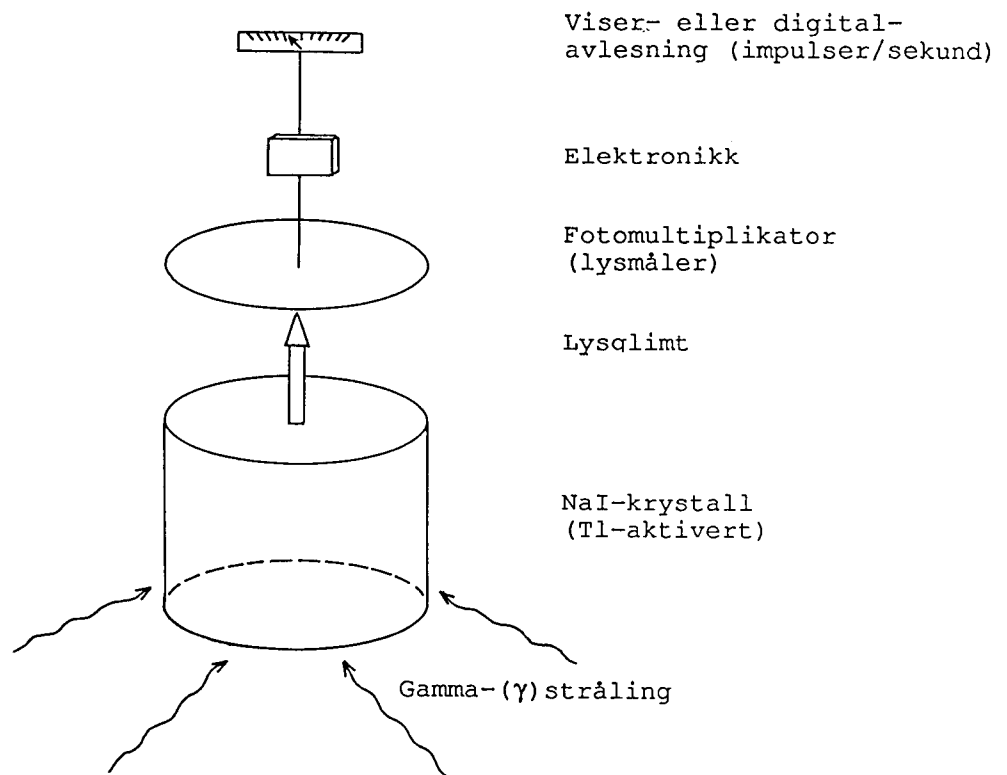 Viser- eller digital-
avlesning (impulser/sekund)
Elektronikk
Fotomultiplikator
(lysmåler)
Lysglimt
NaI-krystall
(Tl-aktivert)
Gamma-(γ)stråling